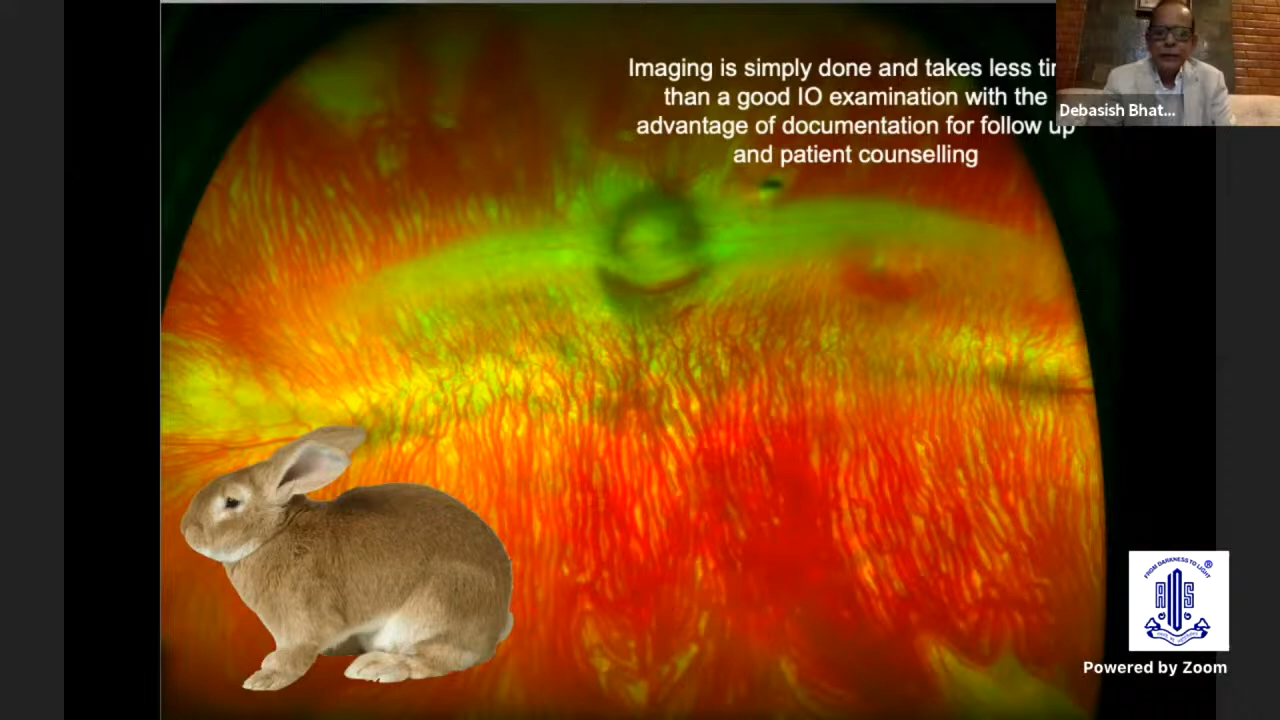 Imaging is simply done and takes less
than a good IO examination with the
advantage of documentation for follow up
and patient counselling
Debasish Bhat...
FROM DARKNESS TO LIGHT
®
AIOS
Powered by Zoom